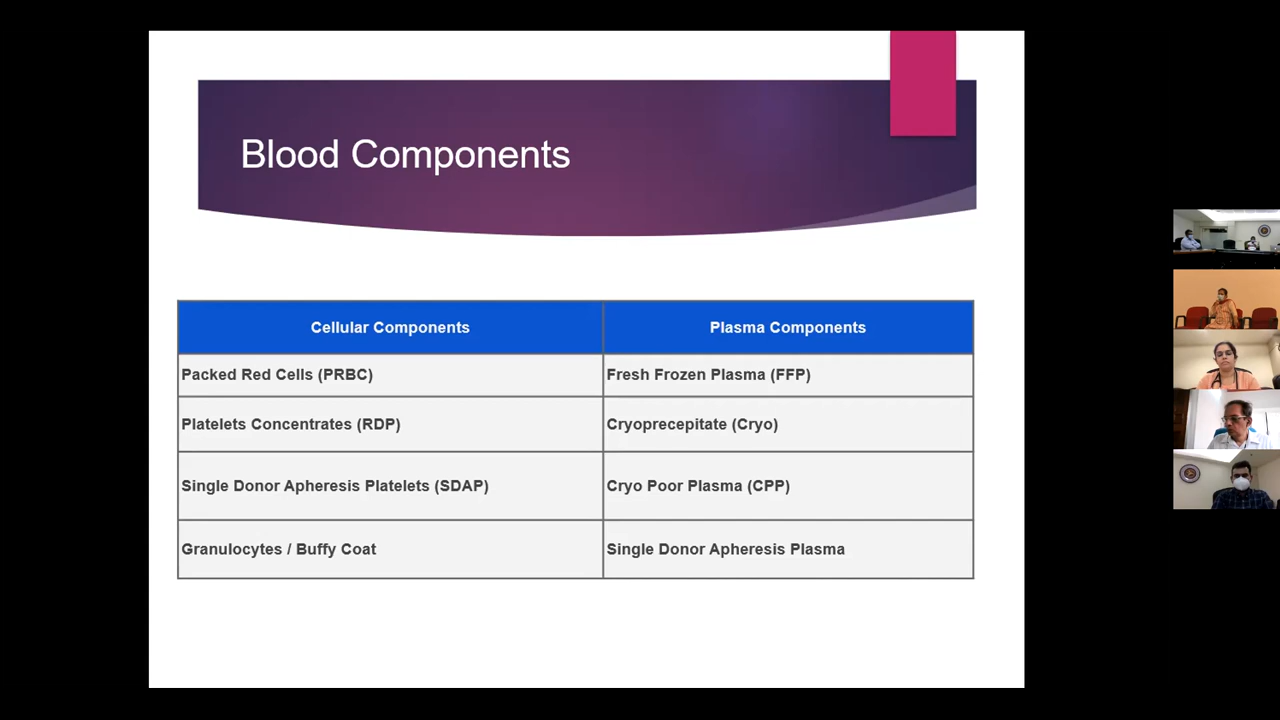 Blood Components
Cellular Components
Plasma Components
Packed Red Cells (PRBC)
Fresh Frozen Plasma (FFP)
Platelets Concentrates (RDP)
Cryoprecepitate (Cryo)
Single Donor Apheresis Platelets (SDAP)
Cryo Poor Plasma (CPP)
Granulocytes / Buffy Coat
Single Donor Apheresis Plasma